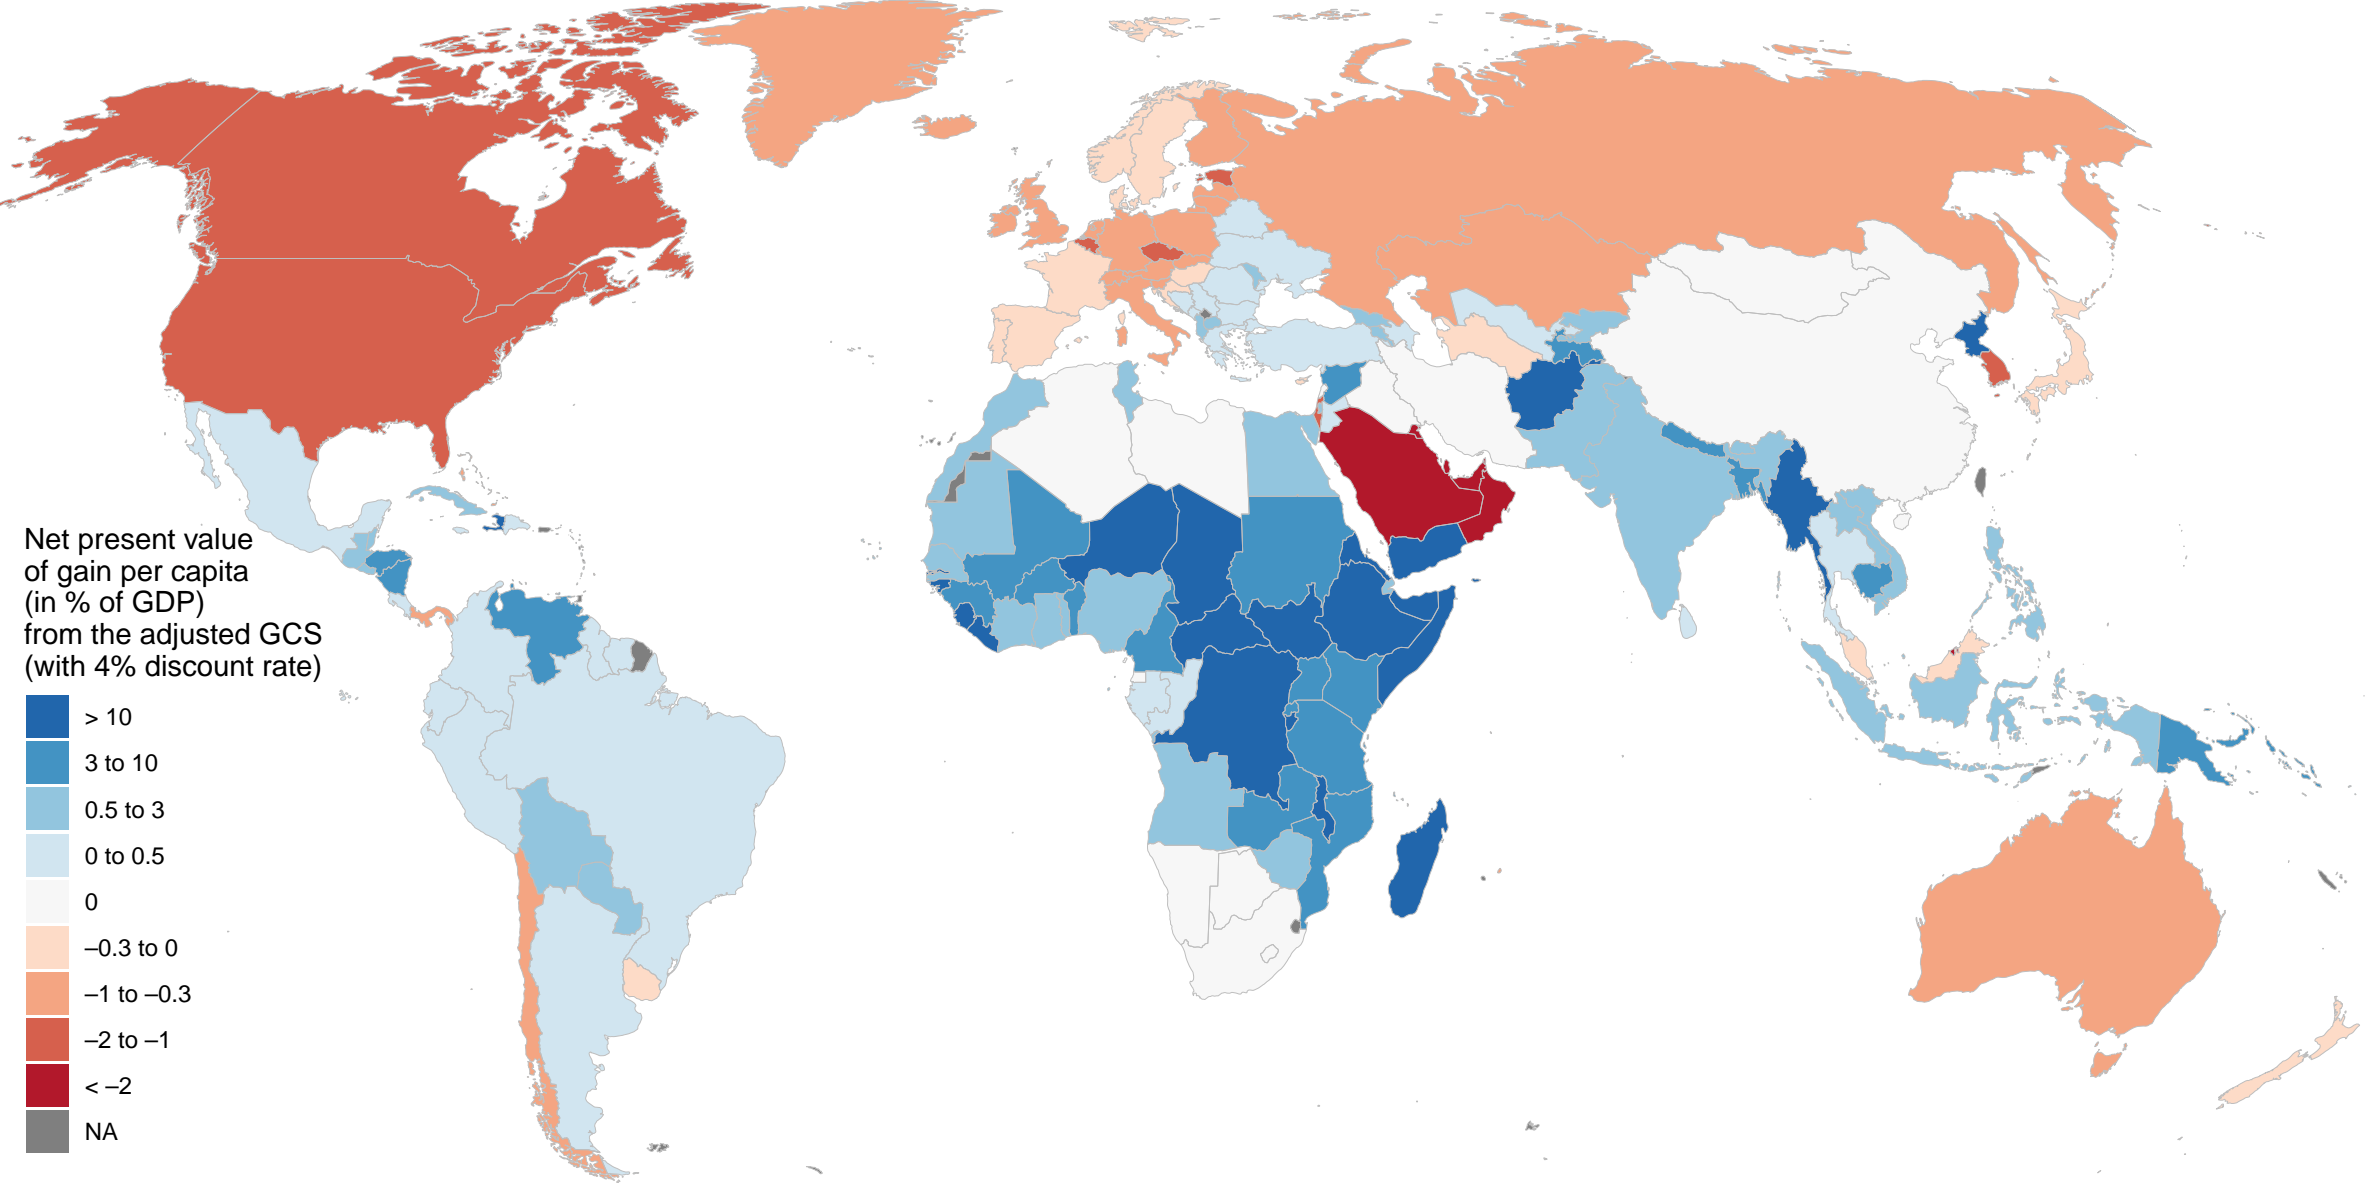 Net present value
of gain per capita
(in % of GDP)
from the adjusted GCS
(with 4% discount rate)
> 10
3 to 10
0.5 to 3
0 to 0.5
0
–0.3 to 0
–1 to –0.3
–2 to –1
< –2
NA